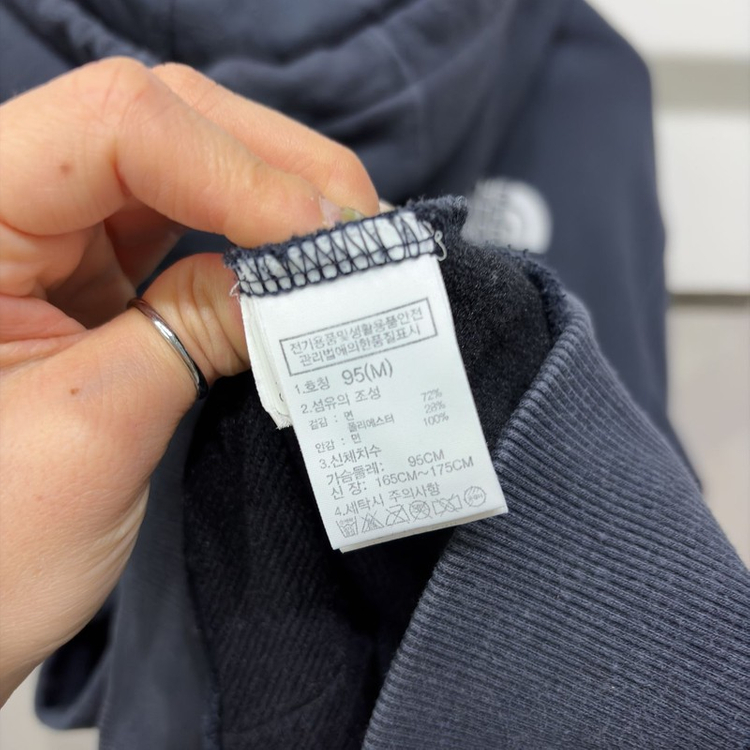 전기용품및생활용품안전
관리법에의한품질표시
1.호칭 95(M)
2.섬유의 조성
겉감 : 면 72%
폴리에스터 28%
안감 : 면 100%
3.신체치수
가슴둘레: 95CM
신 장: 165CM~175CM
4.세탁시 주의사항